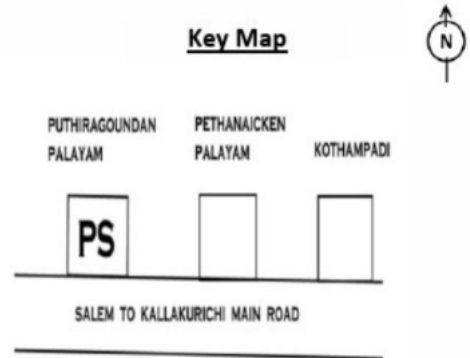 Key Map
N
PUTHIRAGOUNDAN
PALAYAM
PETHANAICKEN
PALAYAM
KOTHAMPADI
PS
SALEM TO KALLAKURICHI MAIN ROAD